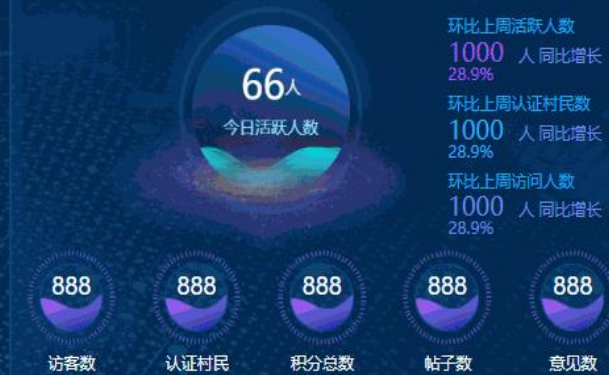 66人
今日活跃人数
环比上周活跃人数
1000 人 同比增长
28.9%
环比上周认证村民数
1000 人 同比增长
28.9%
环比上周访问人数
1000 人 同比增长
28.9%
888 888 888 888 888
访客数 认证村民 积分总数 帖子数 意见数